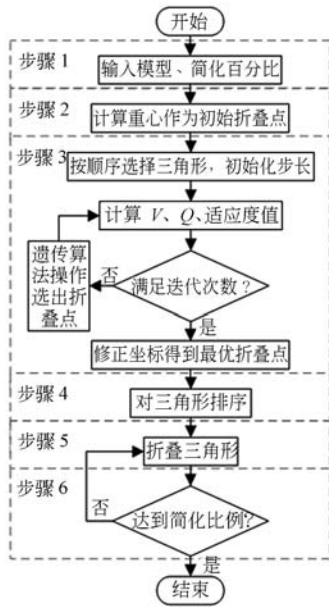 开始
步骤 1
输入模型、简化百分比
步骤 2
计算重心作为初始折叠点
步骤 3
按顺序选择三角形，初始化步长
计算 V、Q、适应度值
遗传算
法操作
选出折
叠点
否
满足迭代次数？
是
修正坐标得到最优折叠点
步骤 4
对三角形排序
步骤 5
折叠三角形
步骤 6
否
达到简化比例?
是
结束